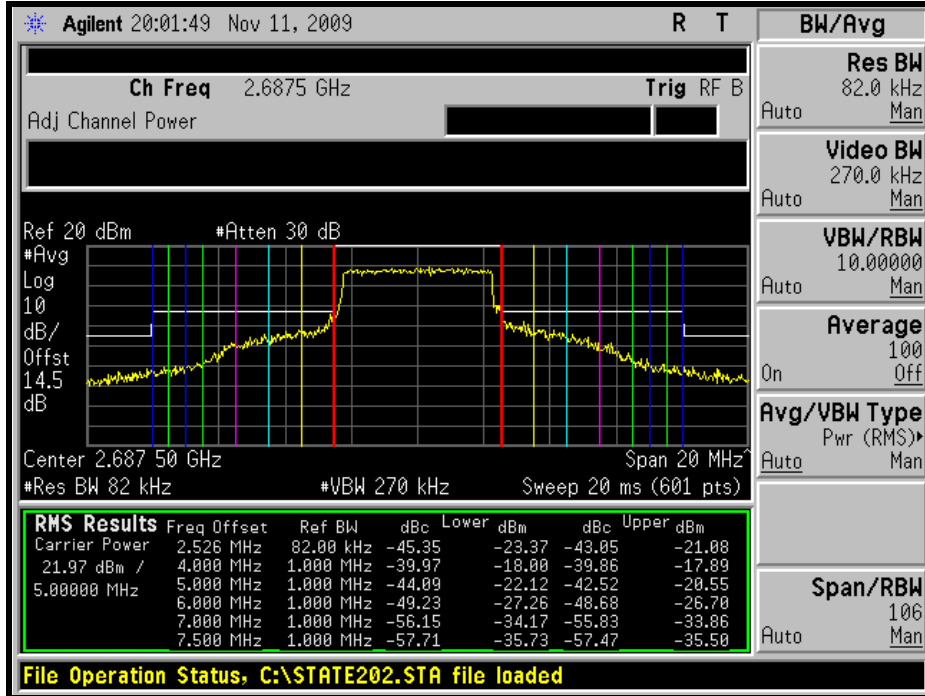 Agilent 20:01:49 Nov 11, 2009 R T
BW/Avg
Ch Freq 2.6875 GHz Trig RF B
Adj Channel Power
Ref 20 dBm #Atten 30 dB
#Avg
Log
10
dB/
Offst
14.5
dB
Center 2.687 50 GHz Span 20 MHz^
#Res BW 82 kHz #VBW 270 kHz Sweep 20 ms (601 pts)
RMS Results Freq Offset Ref BW dBc Lower dBm dBc Upper dBm
Carrier Power 2.526 MHz 82.00 kHz -45.35 -23.37 -43.05 -21.08
21.97 dBm / 4.000 MHz 1.000 MHz -39.97 -18.00 -39.86 -17.89
5.00000 MHz 5.000 MHz 1.000 MHz -44.09 -22.12 -42.52 -20.55
6.000 MHz 1.000 MHz -49.23 -27.26 -48.68 -26.70
7.000 MHz 1.000 MHz -56.15 -34.17 -55.83 -33.86
7.500 MHz 1.000 MHz -57.71 -35.73 -57.47 -35.50
File Operation Status, C:\STATE202.STA file loaded
Res BW
82.0 kHz
Auto Man
Video BW
270.0 kHz
Auto Man
VBW/RBW
10.00000
Auto Man
Average
100
On Off
Avg/VBW Type
Pwr (RMS)▸
Auto Man
Span/RBW
106
Auto Man